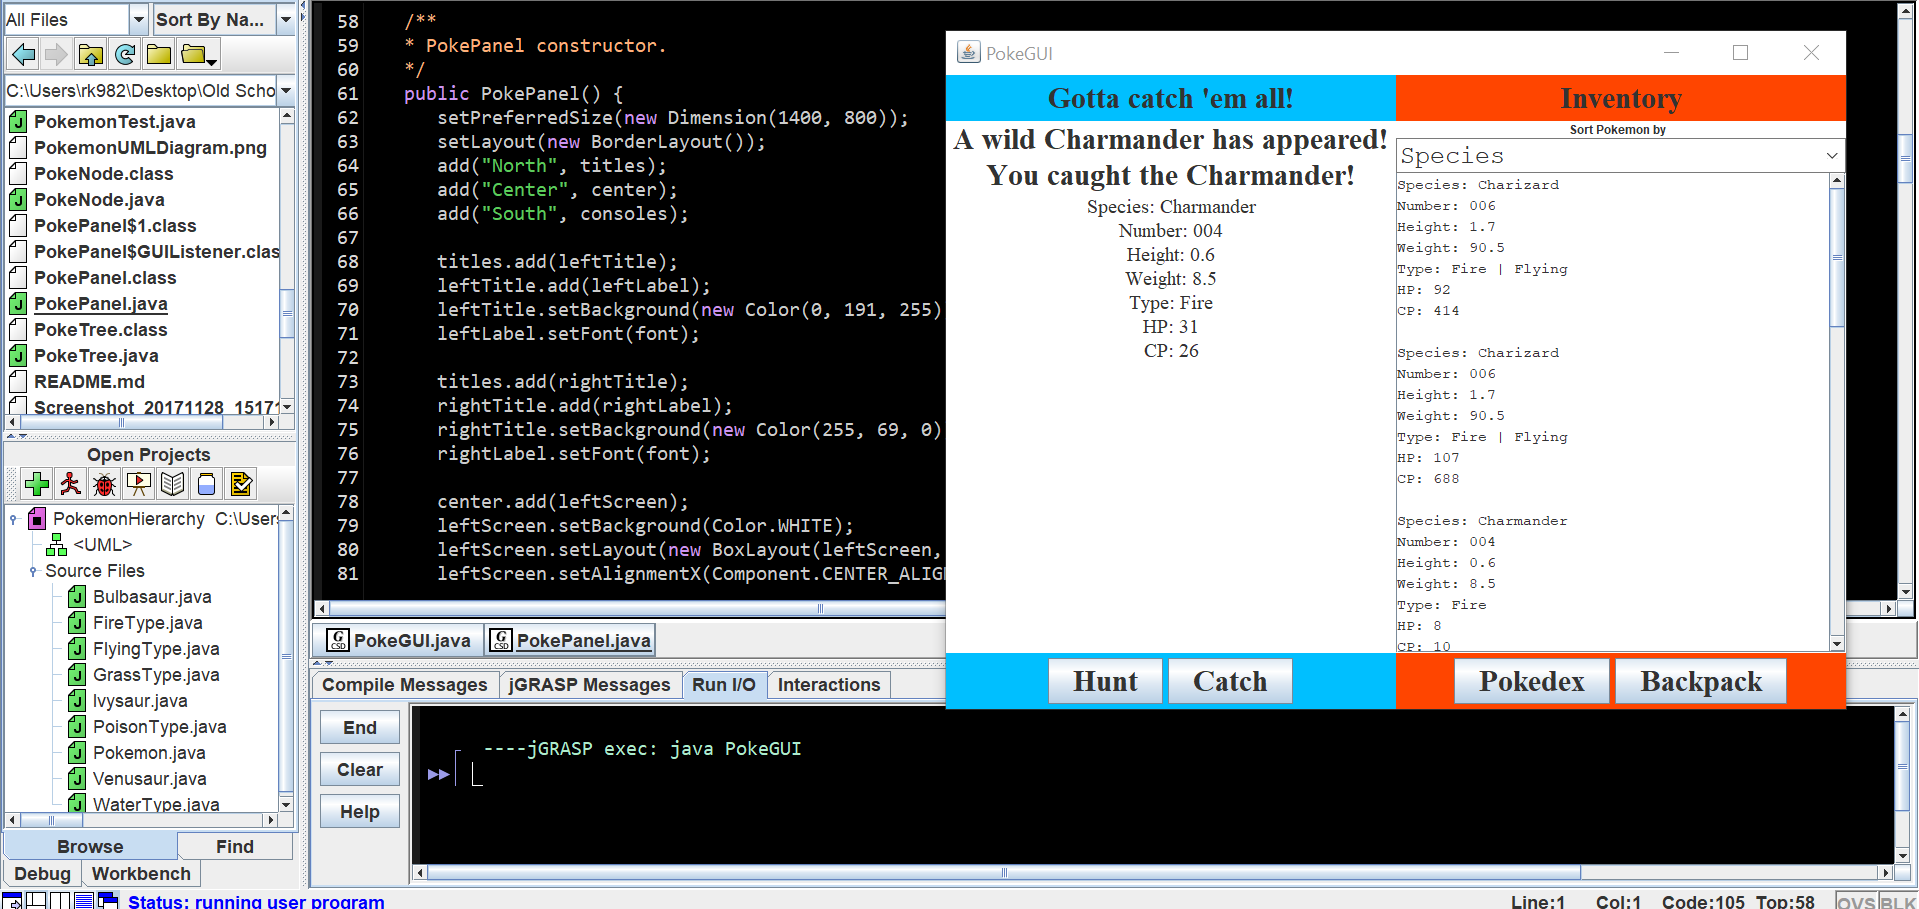 All Files
Sort By Na...
C:\Users\rk982\Desktop\Old Scho
PokemonTest.java
PokemonUMLDiagram.png
PokeNode.class
PokeNode.java
PokePanel$1.class
PokePanel$GUIListener.clas
PokePanel.class
PokePanel.java
PokeTree.class
PokeTree.java
README.md
Screenshot_20171128_15171
Open Projects
PokemonHierarchy C:\Users
<UML>
Source Files
Bulbasaur.java
FireType.java
FlyingType.java
GrassType.java
Ivysaur.java
PoisonType.java
Pokemon.java
Venusaur.java
WaterType.java
Browse
Find
Debug
Workbench
58 /**
59 * PokePanel constructor.
60 */
61 public PokePanel() {
62 setPreferredSize(new Dimension(1400, 800));
63 setLayout(new BorderLayout());
64 add("North", titles);
65 add("Center", center);
66 add("South", consoles);
67
68 titles.add(leftTitle);
69 leftTitle.add(leftLabel);
70 leftTitle.setBackground(new Color(0, 191, 255)
71 leftLabel.setFont(font);
72
73 titles.add(rightTitle);
74 rightTitle.add(rightLabel);
75 rightTitle.setBackground(new Color(255, 69, 0)
76 rightLabel.setFont(font);
77
78 center.add(leftScreen);
79 leftScreen.setBackground(Color.WHITE);
80 leftScreen.setLayout(new BoxLayout(leftScreen,
81 leftScreen.setAlignmentX(Component.CENTER_ALIG
PokeGUI.java
PokePanel.java
Compile Messages
jGRASP Messages
Run I/O
Interactions
End
Clear
Help
----jGRASP exec: java PokeGUI
PokeGUI
Gotta catch 'em all!
A wild Charmander has appeared!
You caught the Charmander!
Species: Charmander
Number: 004
Height: 0.6
Weight: 8.5
Type: Fire
HP: 31
CP: 26
Hunt
Catch
Inventory
Sort Pokemon by
Species
Species: Charizard
Number: 006
Height: 1.7
Weight: 90.5
Type: Fire | Flying
HP: 92
CP: 414
Species: Charizard
Number: 006
Height: 1.7
Weight: 90.5
Type: Fire | Flying
HP: 107
CP: 688
Species: Charmander
Number: 004
Height: 0.6
Weight: 8.5
Type: Fire
HP: 8
CP: 10
Pokedex
Backpack
Status: running user program
Line:1 Col:1 Code:105 Top:58
OVS BLK